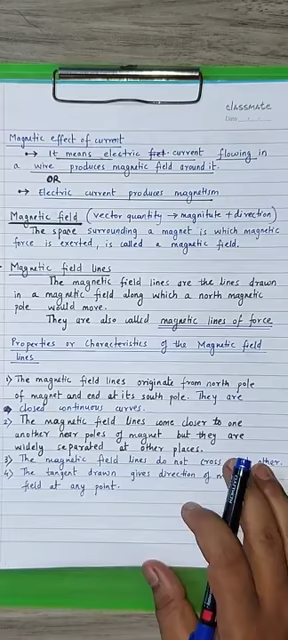 classmate
Date
Magnetic effect of current
↔ It means electric current flowing in
a wire produces magnetic field around it.
OR
↔ Electric current produces magnetism
Magnetic field (vector quantity → magnitute + direction)
The space surrounding a magnet is which magnetic
force is exerted, is called a magnetic field.
Magnetic field lines
The magnetic field lines are the lines drawn
in a magnetic field along which a north magnetic
pole would move.
They are also called magnetic lines of force
Properties or Characteristics of the Magnetic field
lines
1) The magnetic field lines originate from north pole
of magnet and end at its south pole. They are
closed continuous curves.
2) The magnetic field lines come closer to one
another near poles of magnet but they are
widely separated at other places.
3) The magnetic field lines do not cross other.
4) The tangent drawn gives direction of
field at any point.